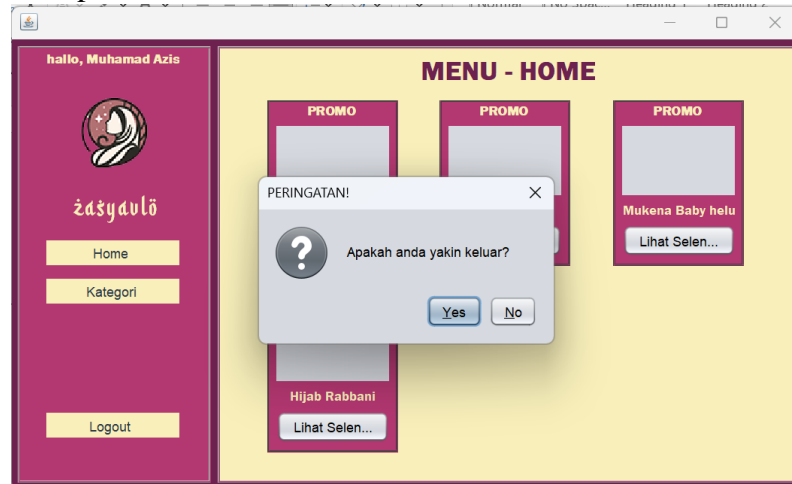 hallo, Muhamad Azis
żaṡyaulö
Home
Kategori
Logout
MENU - HOME
PROMO
PROMO
PROMO
Mukena Baby helu
Lihat Selen...
Hijab Rabbani
Lihat Selen...
PERINGATAN!
Apakah anda yakin keluar?
Yes
No